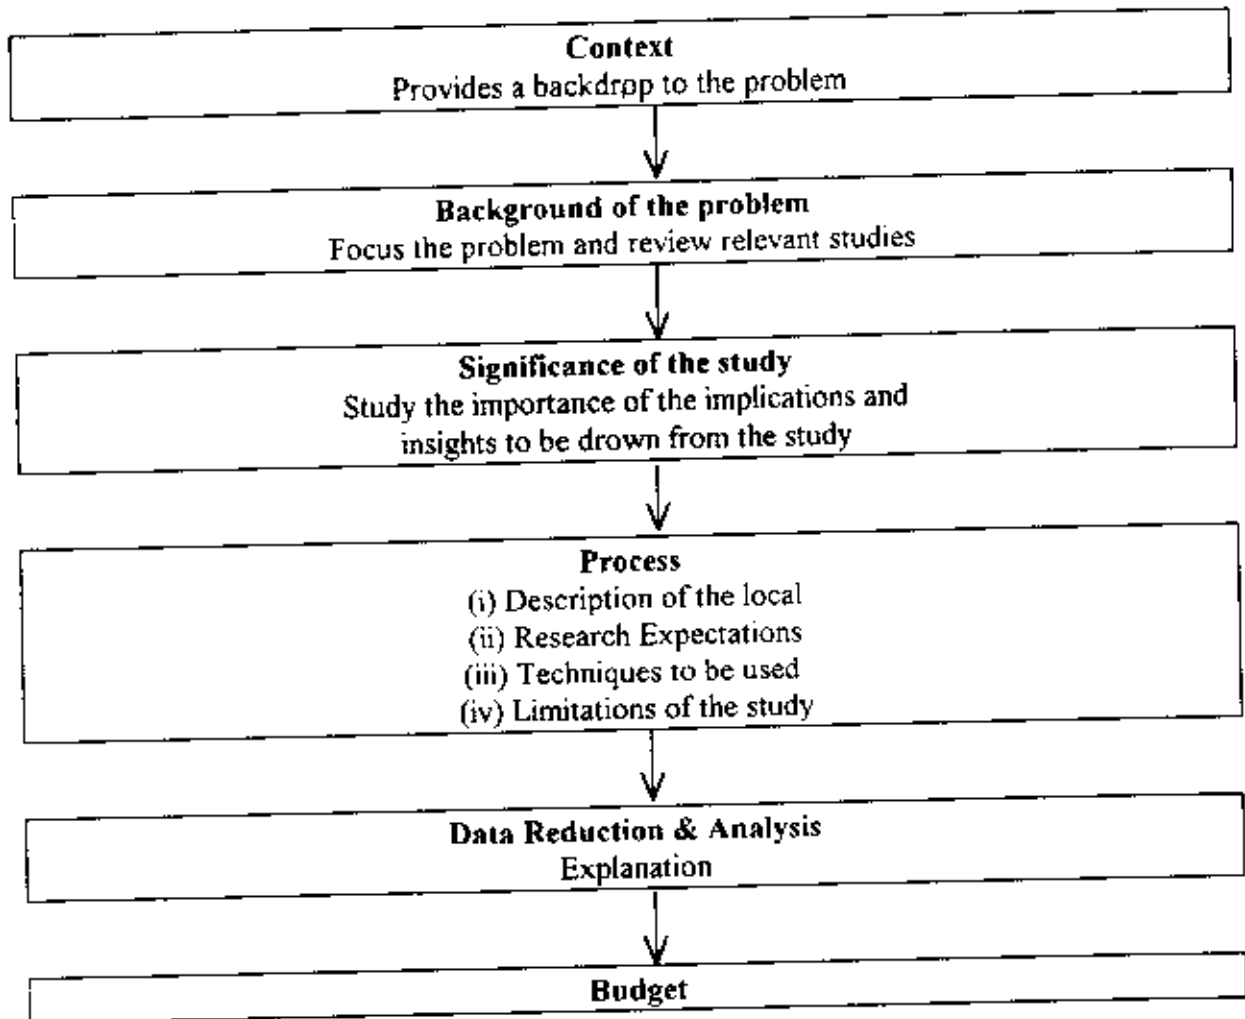 Context
Provides a backdrop to the problem
Background of the problem
Focus the problem and review relevant studies
Significance of the study
Study the importance of the implications and
insights to be drown from the study
Process
(i) Description of the local
(ii) Research Expectations
(iii) Techniques to be used
(iv) Limitations of the study
Data Reduction & Analysis
Explanation
Budget